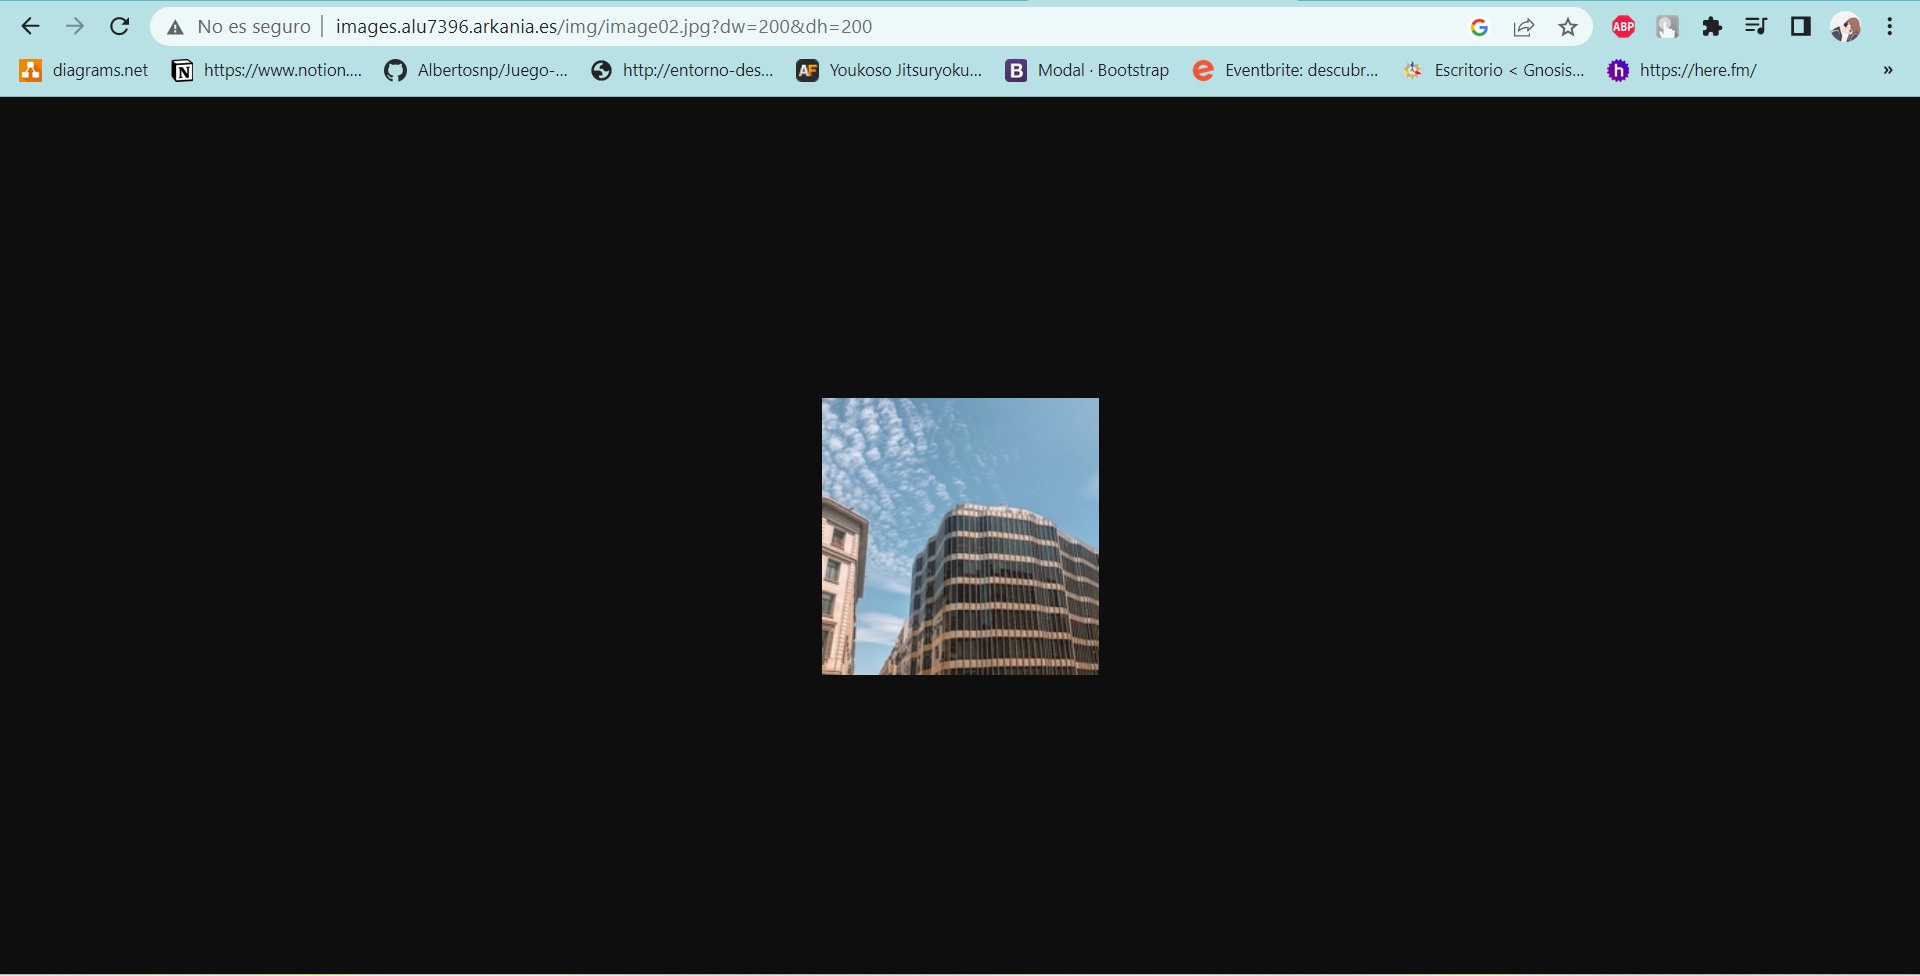 No es seguro | images.alu7396.arkania.es/img/image02.jpg?dw=200&dh=200 ABP
diagrams.net https://www.notion.... Albertosnp/Juego-... http://entorno-des... AF Youkoso Jitsuryoku... B Modal · Bootstrap Eventbrite: descubr... Escritorio < Gnosis... h https://here.fm/ »